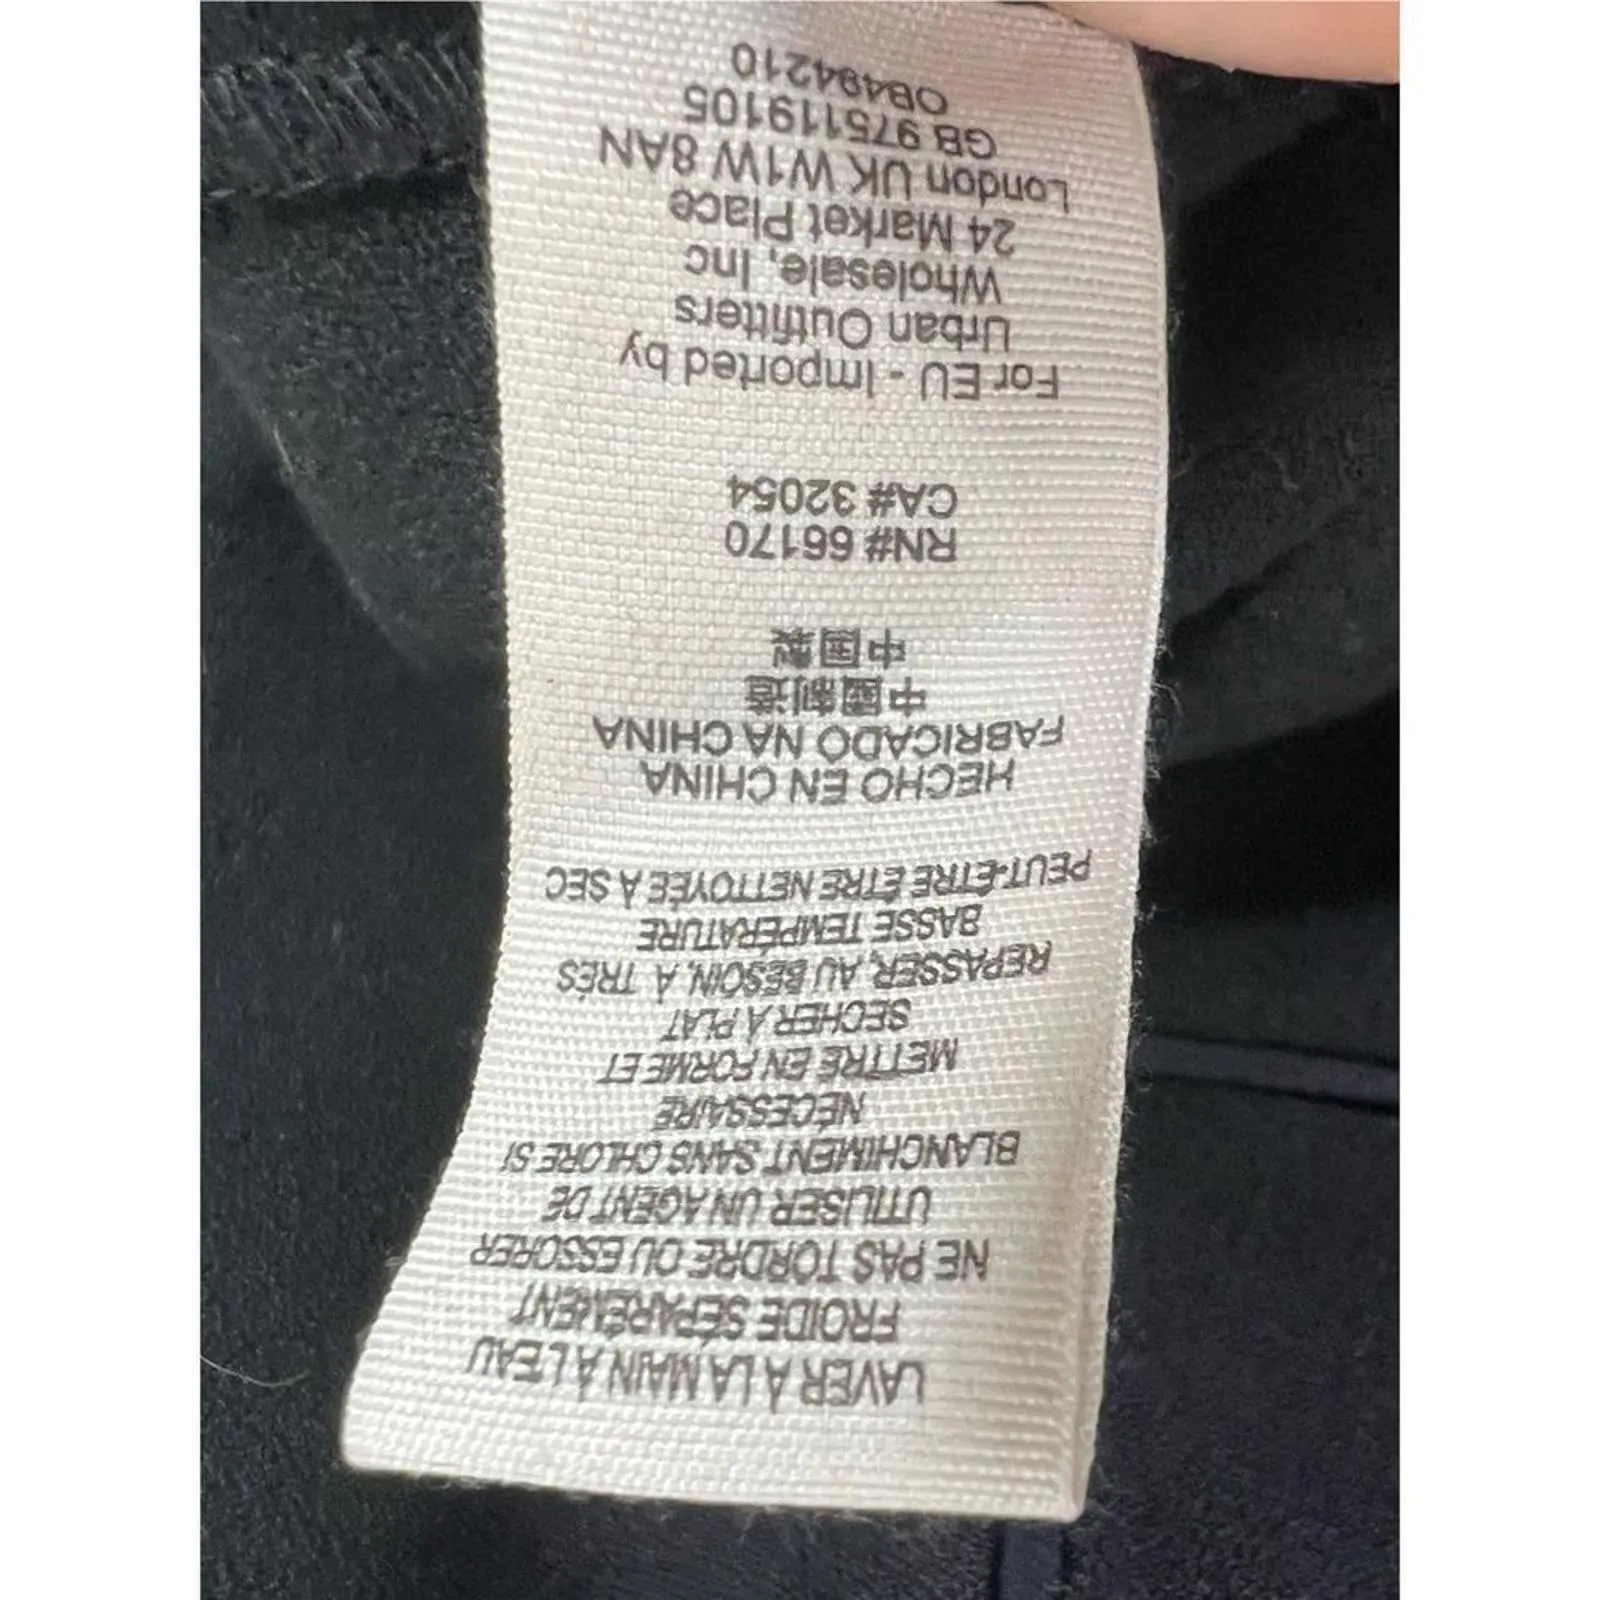 LAVER À LA MAIN À L'EAU
FROIDE SÉPARÉMENT
NE PAS TORDRE OU ESSORER
UTILISER UN AGENT DE
BLANCHIMENT SANS CHLORE SI
NÉCESSAIRE
METTRE EN FORME ET
SECHER À PLAT
REPASSER, AU BESOIN, À TRÈS
BASSE TEMPÉRATURE
PEUT-ÊTRE ÊTRE NETTOYÉE À SEC
HECHO EN CHINA
FABRICADO NA CHINA
中國制造
中国製
RN# 66170
CA# 32054
For EU - Imported by
Urban Outfitters
Wholesale, Inc
24 Market Place
London UK W1W 8AN
GB 975119105
OB494210